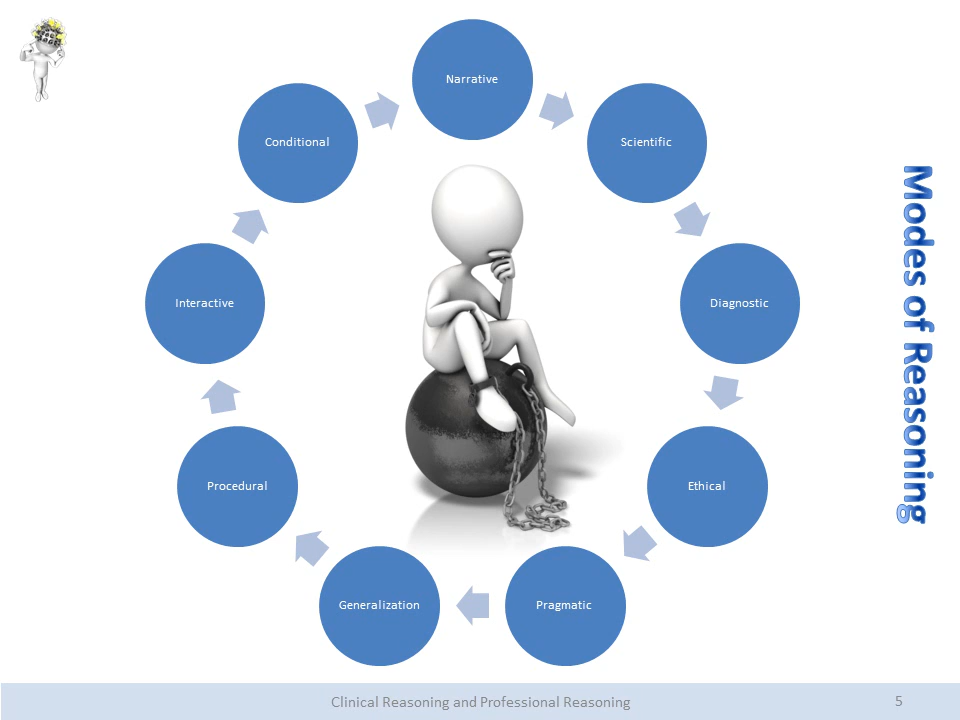 Narrative
Scientific
Diagnostic
Ethical
Pragmatic
Generalization
Procedural
Interactive
Conditional
Modes of Reasoning
Clinical Reasoning and Professional Reasoning
5